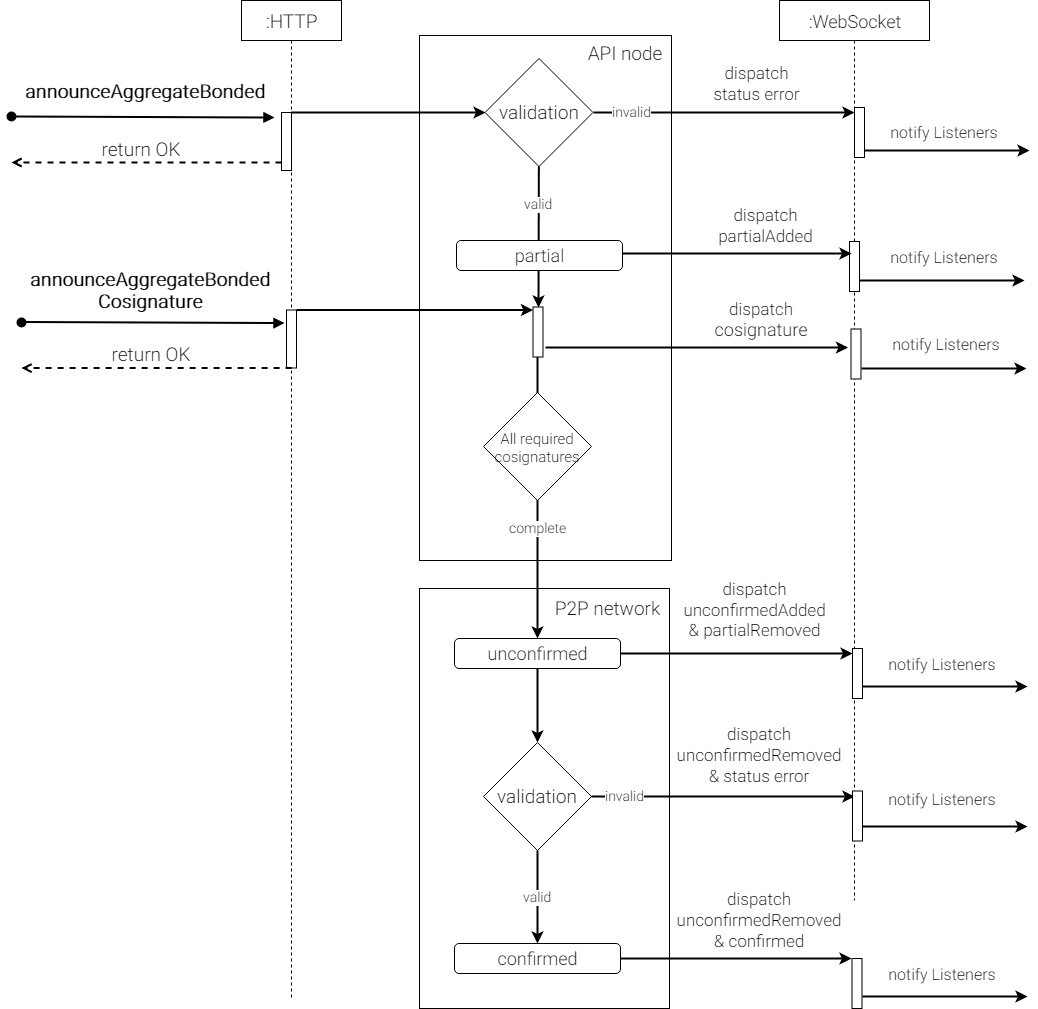 :HTTP
:WebSocket
API node
announceAggregateBonded
validation
invalid
dispatch
status error
notify Listeners
return OK
valid
dispatch
partialAdded
partial
notify Listeners
announceAggregateBonded
Cosignature
dispatch
cosignature
notify Listeners
return OK
All required
cosignatures
complete
P2P network
dispatch
unconfirmedAdded
& partialRemoved
unconfirmed
notify Listeners
dispatch
unconfirmedRemoved
& status error
validation
invalid
notify Listeners
valid
dispatch
unconfirmedRemoved
& confirmed
confirmed
notify Listeners